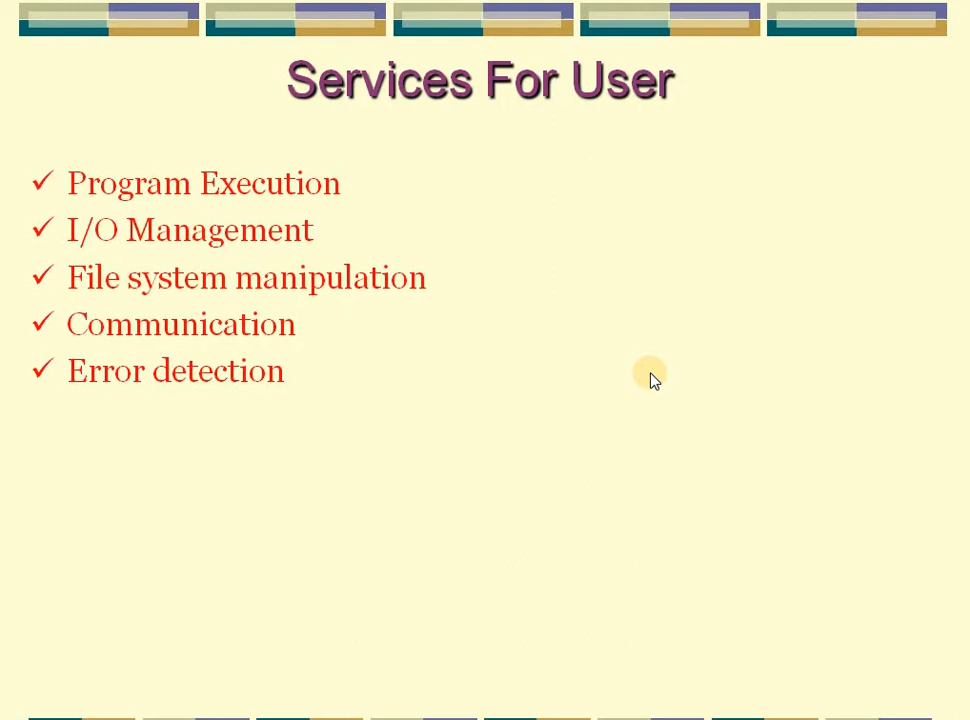 Services For User
✓ Program Execution
✓ I/O Management
✓ File system manipulation
✓ Communication
✓ Error detection